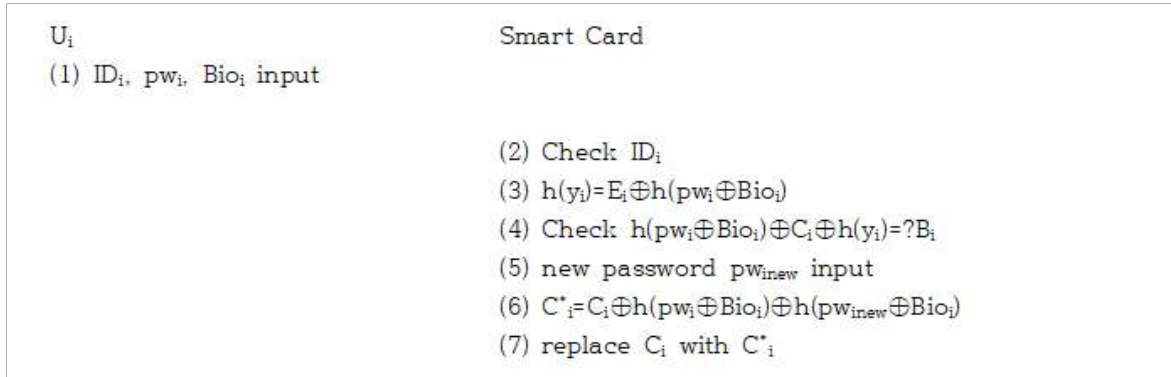 Uᵢ Smart Card
(1) IDᵢ, pwᵢ, Bioᵢ input
(2) Check IDᵢ
(3) h(yᵢ)=Eᵢ⊕h(pwᵢ⊕Bioᵢ)
(4) Check h(pwᵢ⊕Bioᵢ)⊕Cᵢ⊕h(yᵢ)=?Bᵢ
(5) new password pwᵢₙₑw input
(6) C*ᵢ=Cᵢ⊕h(pwᵢ⊕Bioᵢ)⊕h(pwᵢₙₑw⊕Bioᵢ)
(7) replace Cᵢ with C*ᵢ